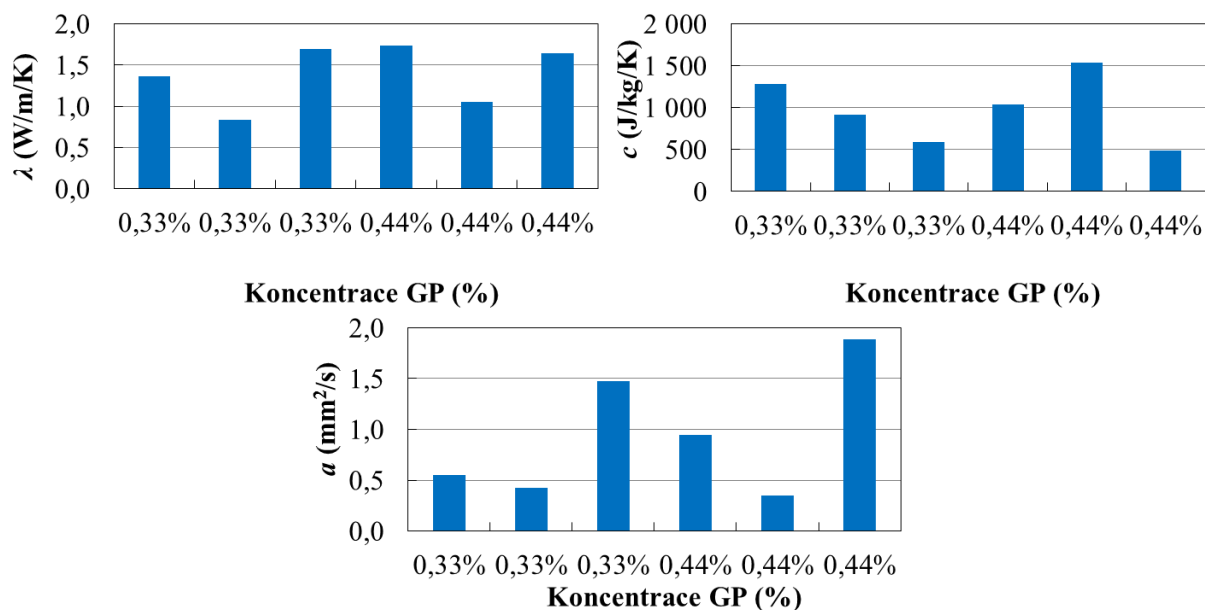 λ (W/m/K)
2,0
1,5
1,0
0,5
0,0
0,33% 0,33% 0,33% 0,44% 0,44% 0,44%
Koncentrace GP (%)
c (J/kg/K)
2 000
1 500
1 000
500
0
0,33% 0,33% 0,33% 0,44% 0,44% 0,44%
Koncentrace GP (%)
a (mm²/s)
2,0
1,5
1,0
0,5
0,0
0,33% 0,33% 0,33% 0,44% 0,44% 0,44%
Koncentrace GP (%)